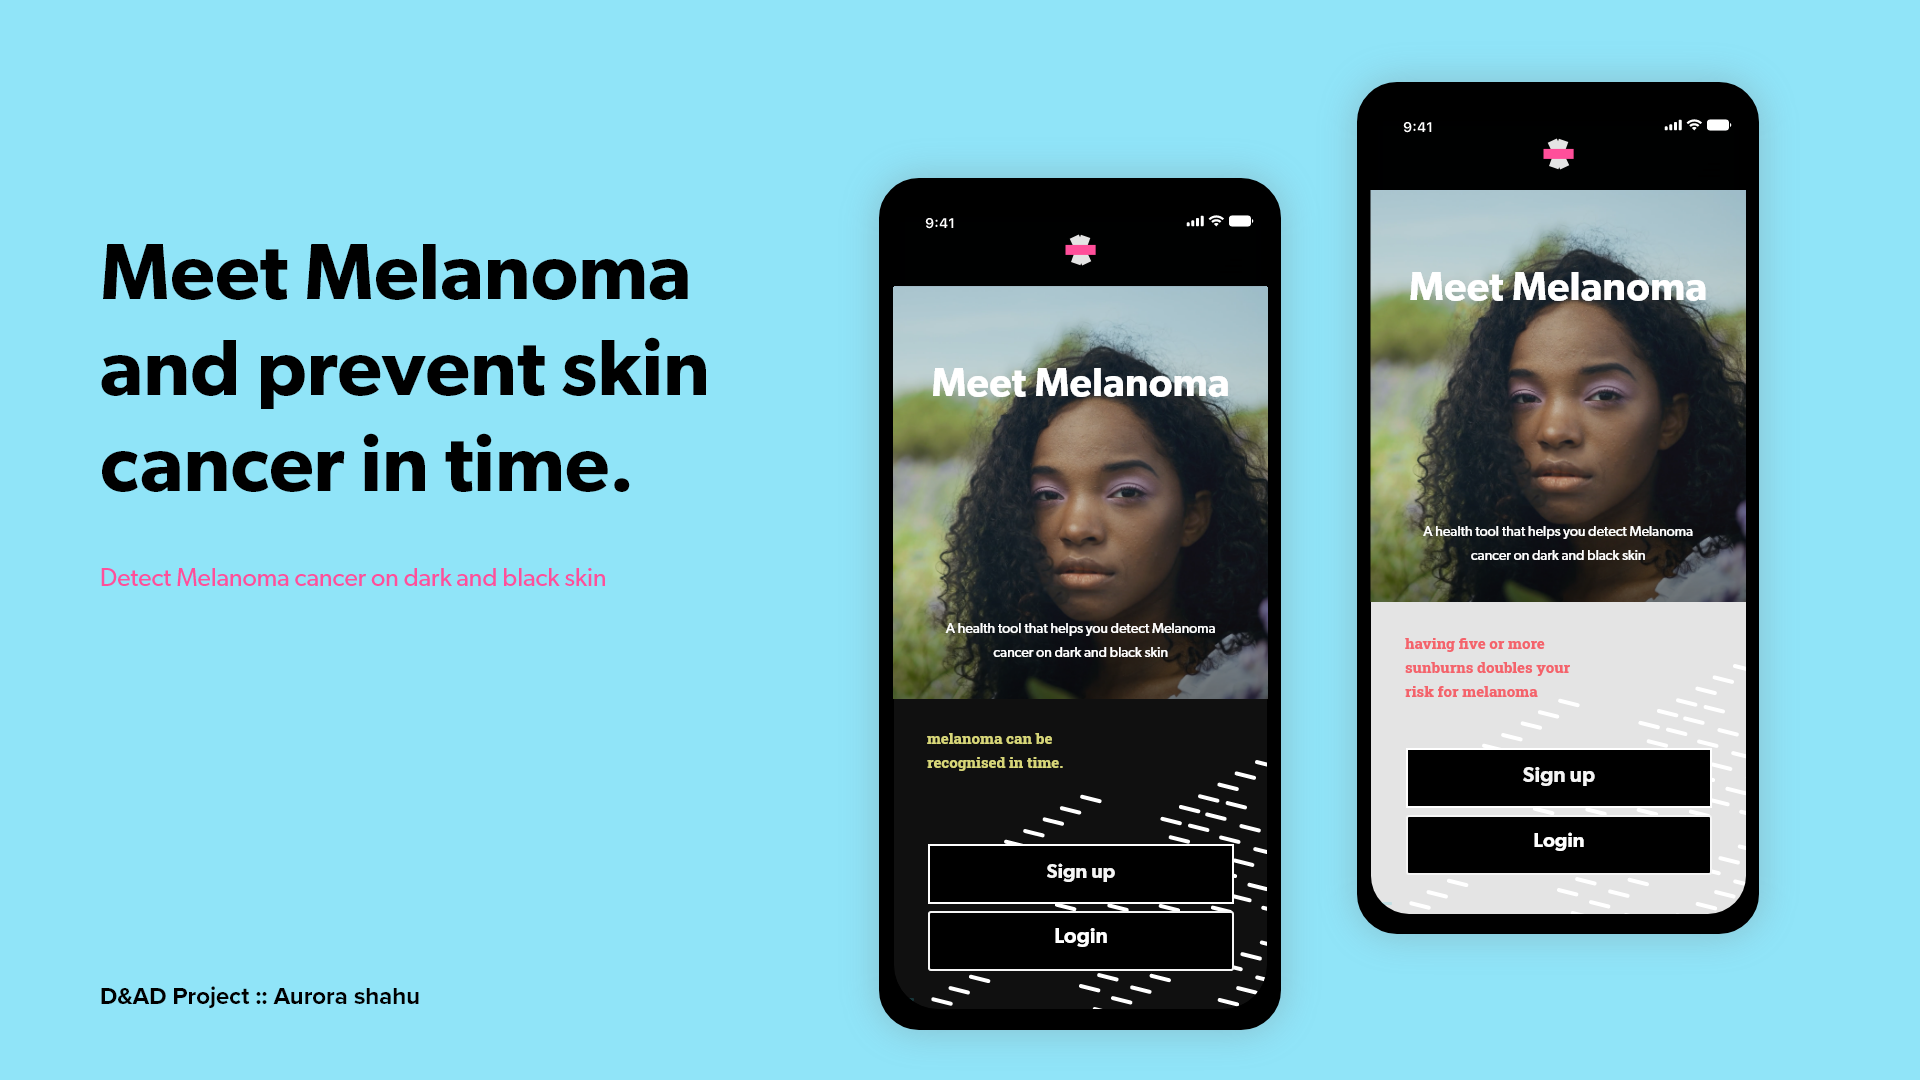 Meet Melanoma
and prevent skin
cancer in time.
Detect Melanoma cancer on dark and black skin
D&AD Project :: Aurora shahu
9:41
Meet Melanoma
A health tool that helps you detect Melanoma
cancer on dark and black skin
melanoma can be
recognised in time.
Sign up
Login
9:41
Meet Melanoma
A health tool that helps you detect Melanoma
cancer on dark and black skin
having five or more
sunburns doubles your
risk for melanoma
Sign up
Login